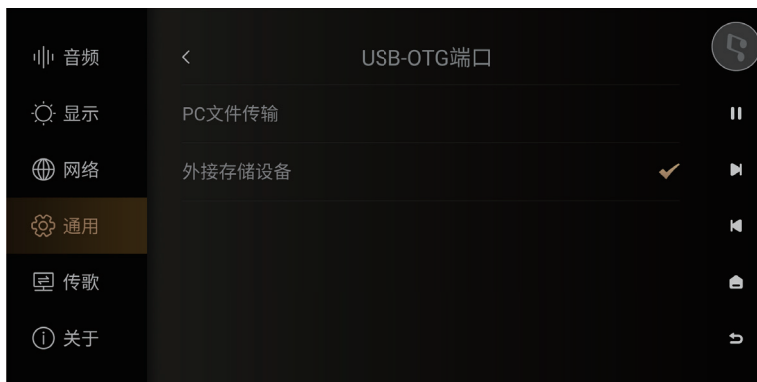 音频
显示
网络
通用
传歌
关于
USB-OTG端口
PC文件传输
外接存储设备